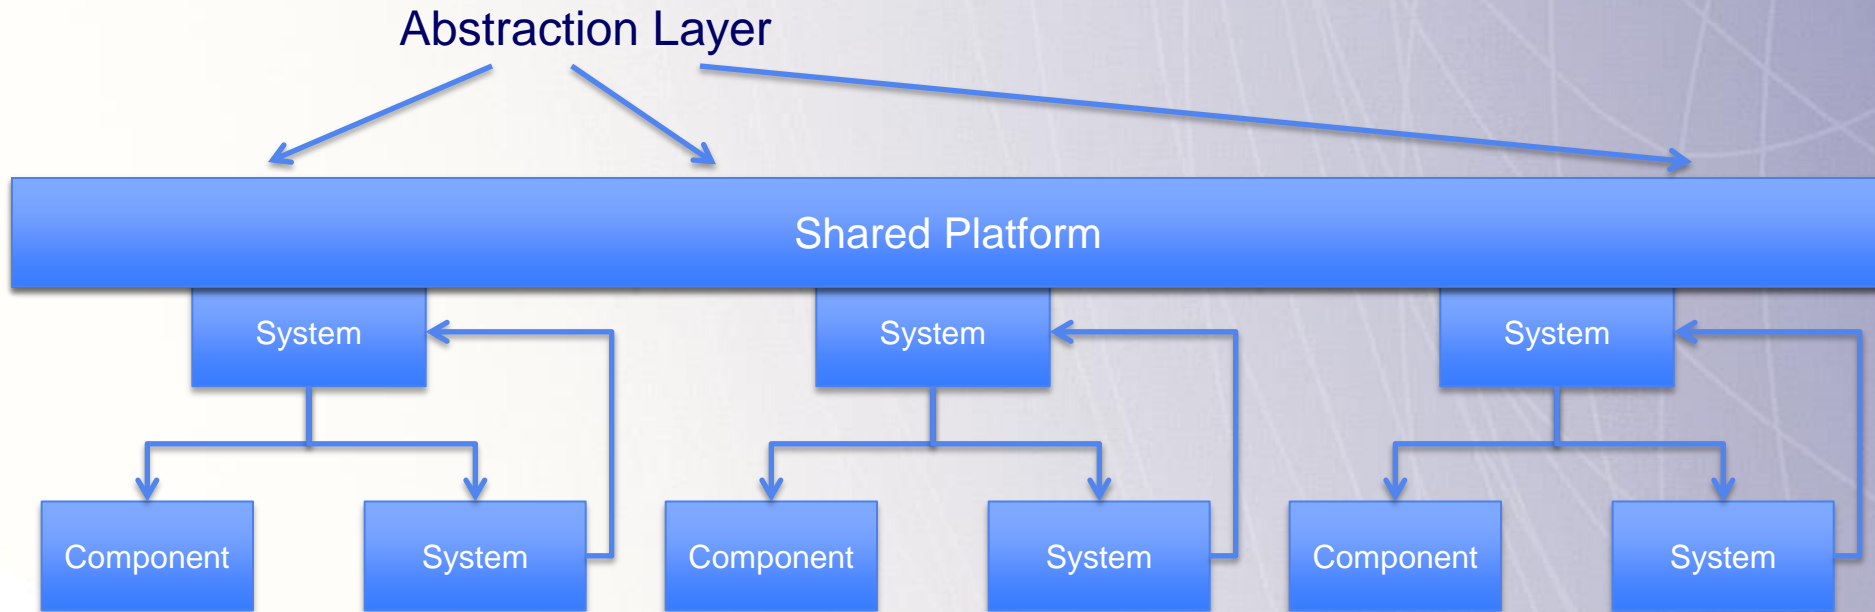 Abstraction Layer
Shared Platform
System
System
System
Component
System
Component
System
Component
System